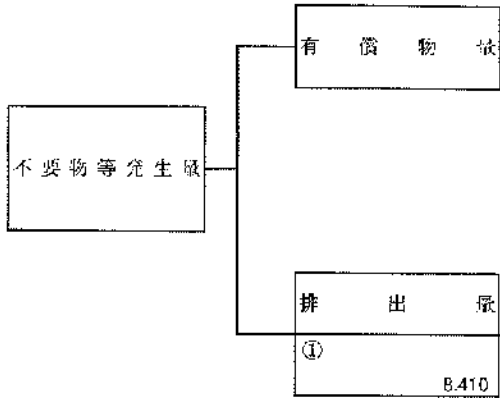 有償物量
不要物等発生量
排出量
①
8.410